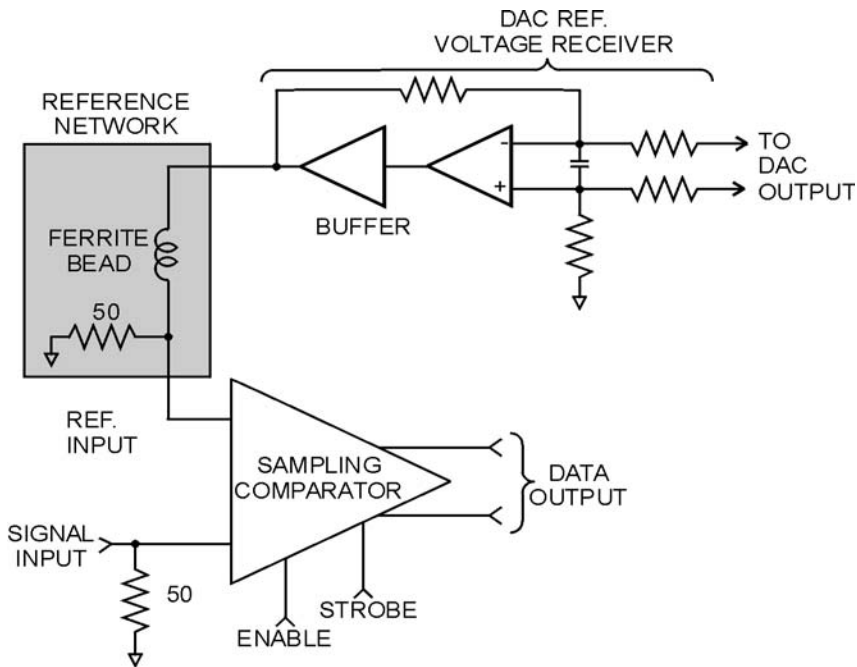 DAC REF.
VOLTAGE RECEIVER
REFERENCE
NETWORK
-
+
TO
DAC
OUTPUT
BUFFER
FERRITE
BEAD
50
REF.
INPUT
SAMPLING
COMPARATOR
DATA
OUTPUT
SIGNAL
INPUT
50
STROBE
ENABLE